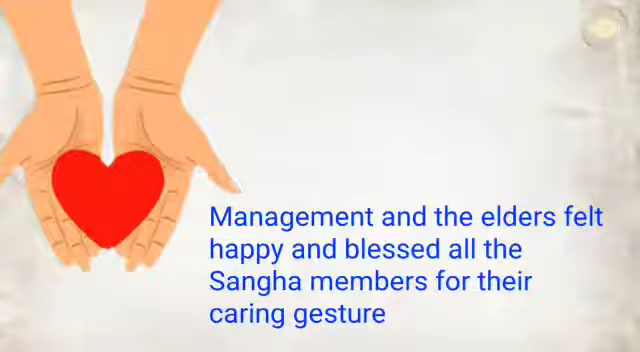 Management and the elders felt
happy and blessed all the
Sangha members for their
caring gesture